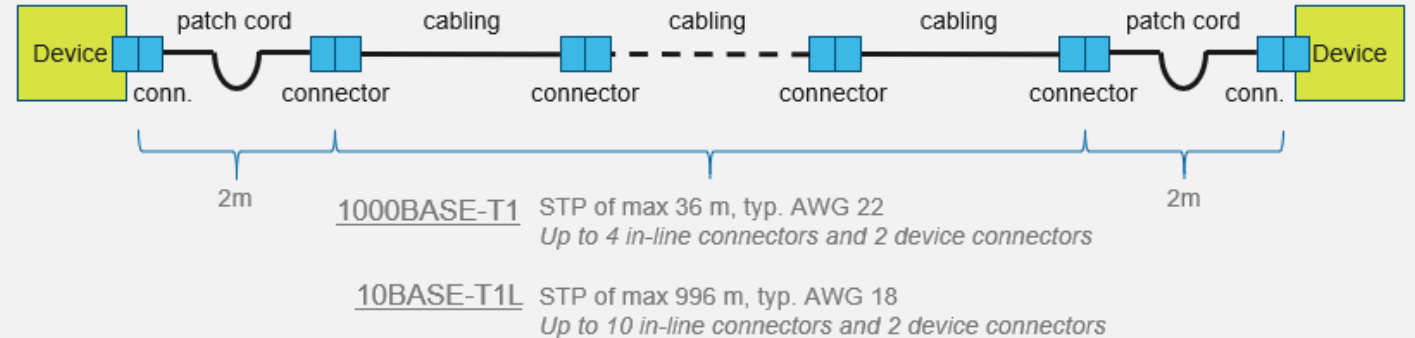 patch cord cabling cabling cabling patch cord
Device Device
conn. connector connector connector connector conn.
2m 2m
1000BASE-T1 STP of max 36 m, typ. AWG 22
Up to 4 in-line connectors and 2 device connectors
10BASE-T1L STP of max 996 m, typ. AWG 18
Up to 10 in-line connectors and 2 device connectors